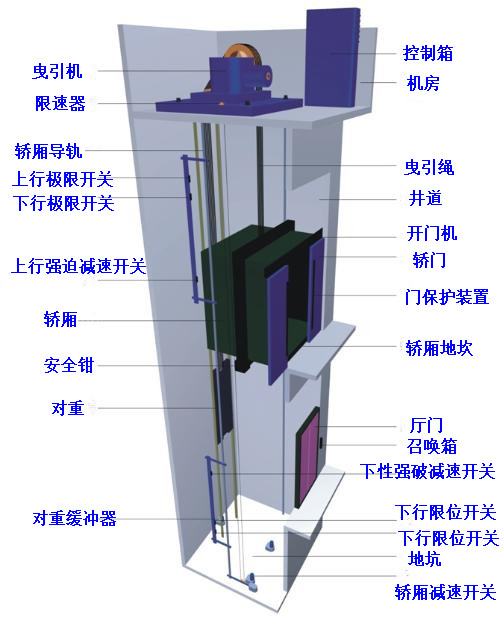 控制箱
曳引机
机房
限速器
轿厢导轨
曳引绳
上行极限开关
井道
下行极限开关
开门机
轿门
上行强迫减速开关
门保护装置
轿厢
轿厢地坎
安全钳
对重
厅门
召唤箱
下性强破减速开关
下行限位开关
对重缓冲器
下行限位开关
地坑
轿厢减速开关